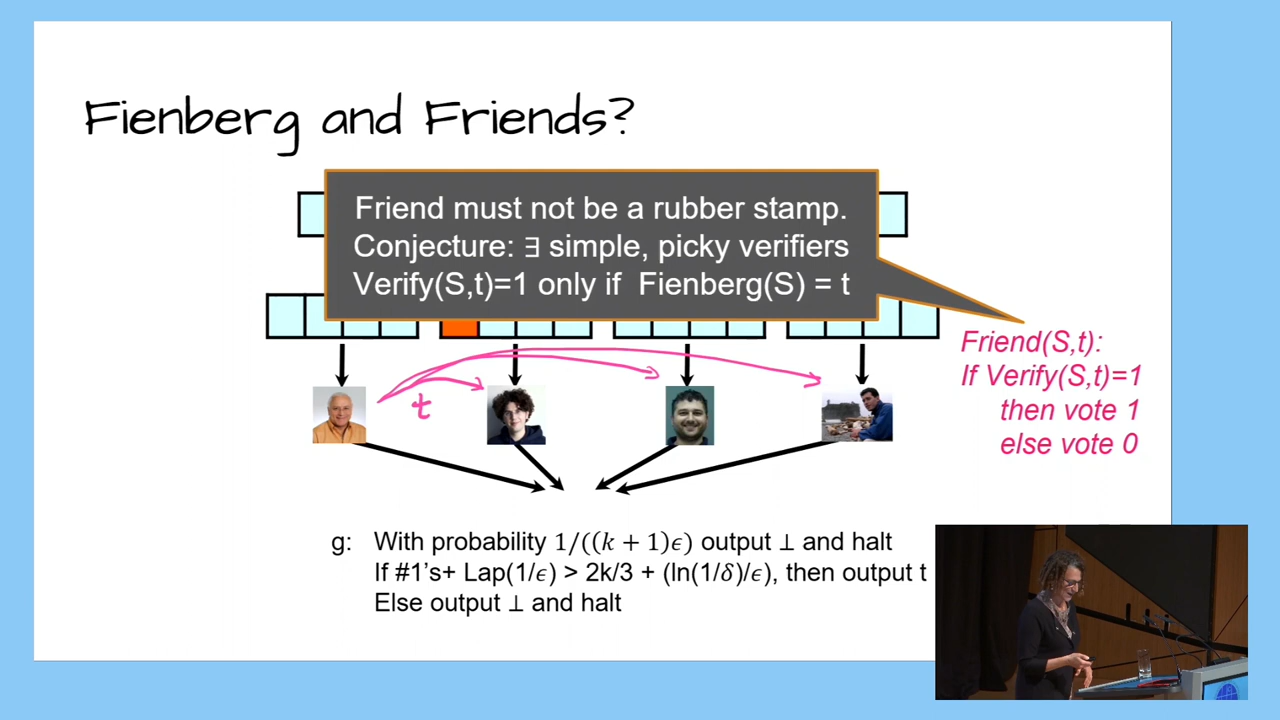 Fienberg and Friends?
Friend must not be a rubber stamp.
Conjecture: ∃ simple, picky verifiers
Verify(S,t)=1 only if Fienberg(S) = t
Friend(S,t):
If Verify(S,t)=1
then vote 1
else vote 0
t
g: With probability 1/((k + 1)ϵ) output ⊥ and halt
If #1's+ Lap(1/ϵ) > 2k/3 + (ln(1/δ)/ϵ), then output t
Else output ⊥ and halt